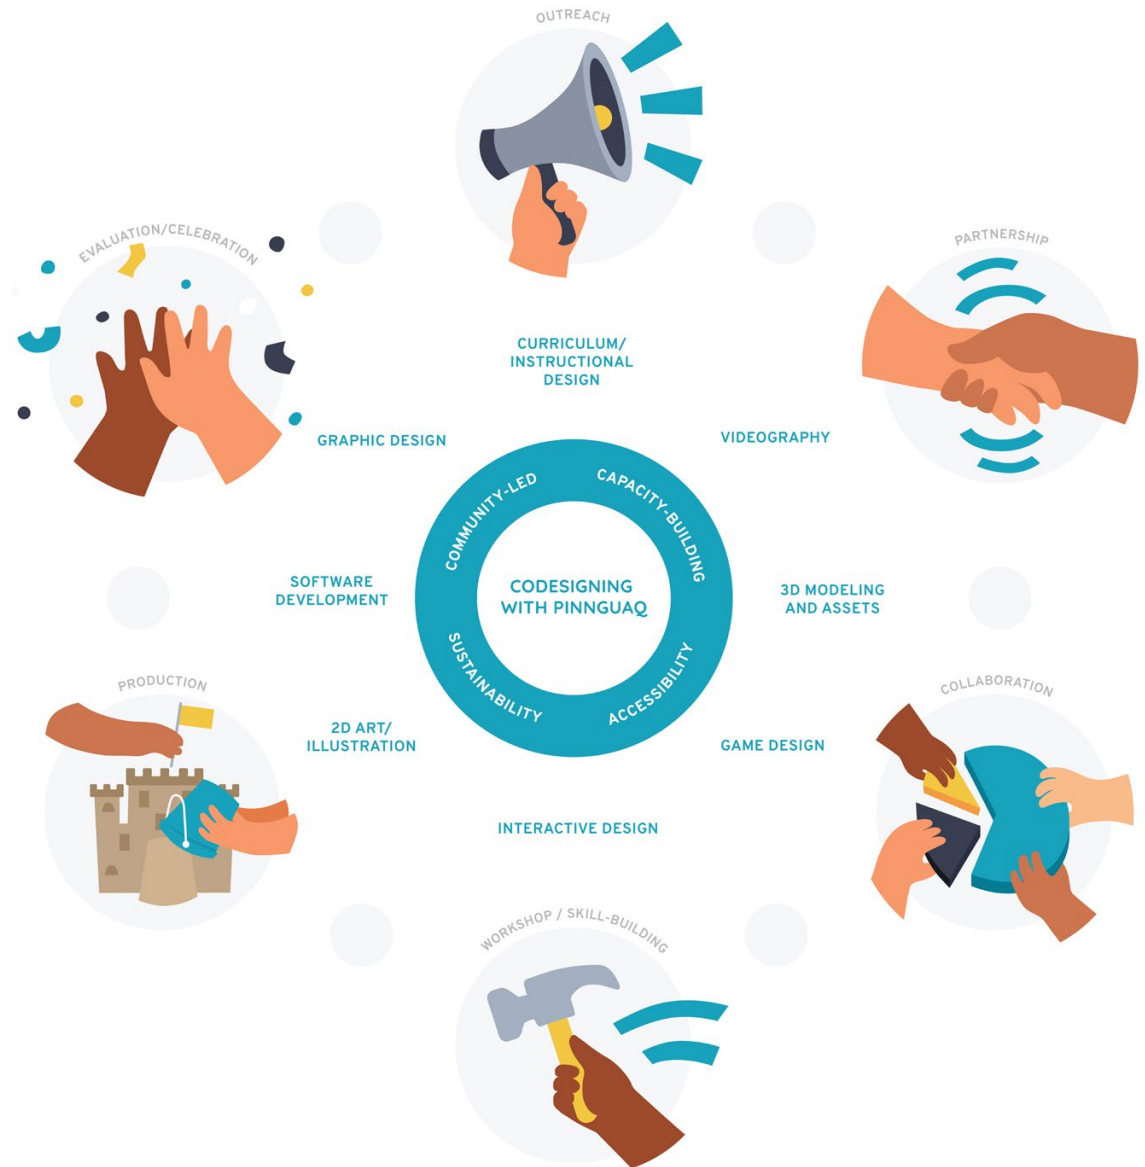 OUTREACH
EVALUATION/CELEBRATION
PARTNERSHIP
CURRICULUM/
INSTRUCTIONAL
DESIGN
GRAPHIC DESIGN
VIDEOGRAPHY
COMMUNITY-LED
CAPACITY-BUILDING
SOFTWARE
DEVELOPMENT
CODESIGNING
WITH PINNGUAQ
3D MODELING
AND ASSETS
SUSTAINABILITY
ACCESSIBILITY
PRODUCTION
COLLABORATION
2D ART/
ILLUSTRATION
GAME DESIGN
INTERACTIVE DESIGN
WORKSHOP / SKILL-BUILDING